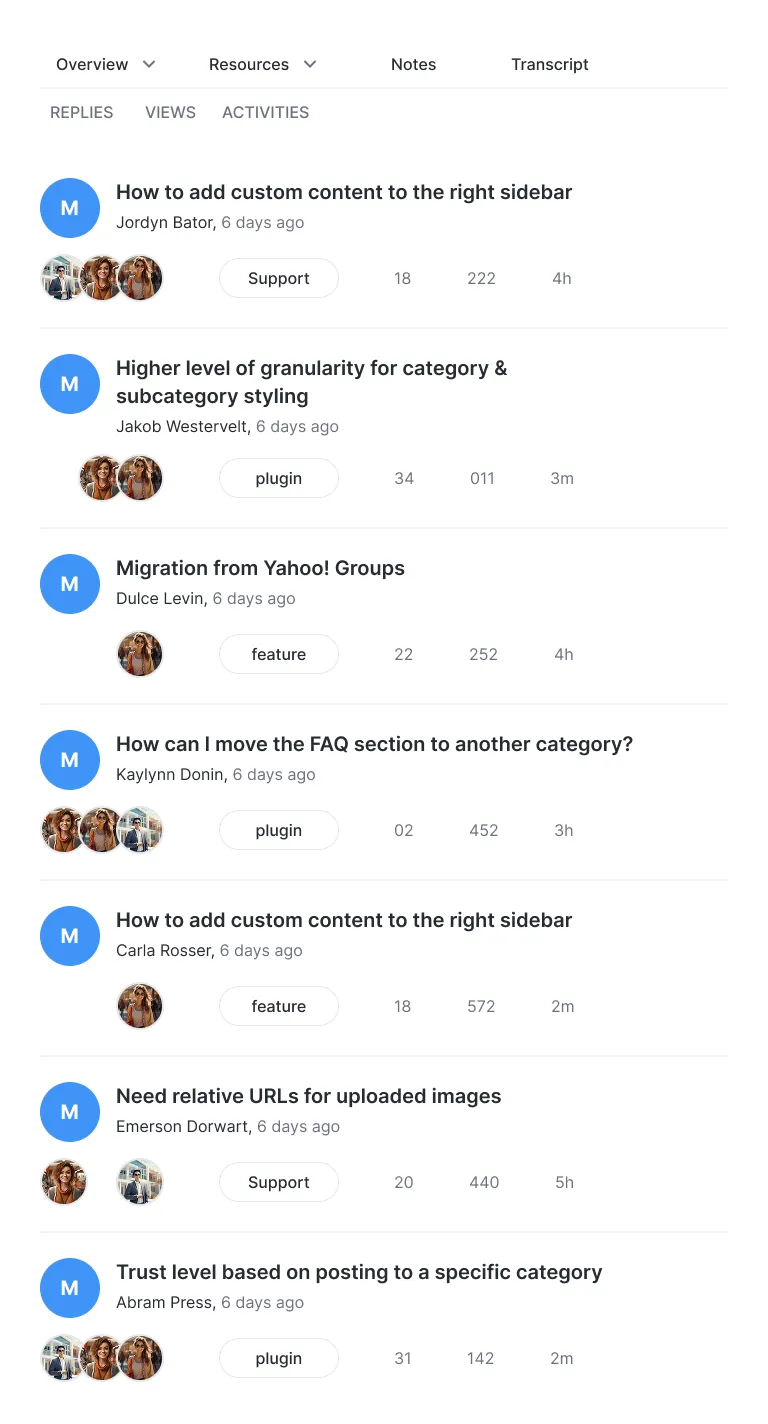 Overview Resources Notes Transcript
REPLIES VIEWS ACTIVITIES
M
How to add custom content to the right sidebar
Jordyn Bator, 6 days ago
Support 18 222 4h
M
Higher level of granularity for category &
subcategory styling
Jakob Westervelt, 6 days ago
plugin 34 011 3m
M
Migration from Yahoo! Groups
Dulce Levin, 6 days ago
feature 22 252 4h
M
How can I move the FAQ section to another category?
Kaylynn Donin, 6 days ago
plugin 02 452 3h
M
How to add custom content to the right sidebar
Carla Rosser, 6 days ago
feature 18 572 2m
M
Need relative URLs for uploaded images
Emerson Dorwart, 6 days ago
Support 20 440 5h
M
Trust level based on posting to a specific category
Abram Press, 6 days ago
plugin 31 142 2m